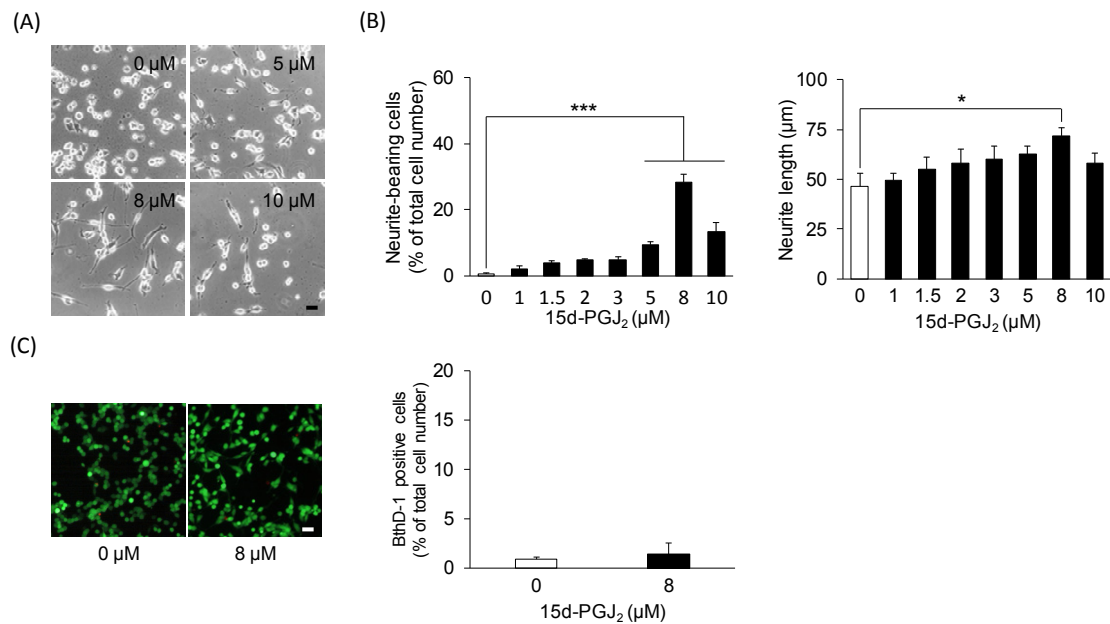 (A)
0 µM
5 µM
8 µM
10 µM
(B)
Neurite-bearing cells
(% of total cell number)
60
40
20
0
***
0 1 1.5 2 3 5 8 10
15d-PGJ₂ (µM)
Neurite length (µm)
100
75
50
25
0
*
0 1 1.5 2 3 5 8 10
15d-PGJ₂ (µM)
(C)
0 µM
8 µM
BthD-1 positive cells
(% of total cell number)
20
15
10
5
0
0 8
15d-PGJ₂ (µM)